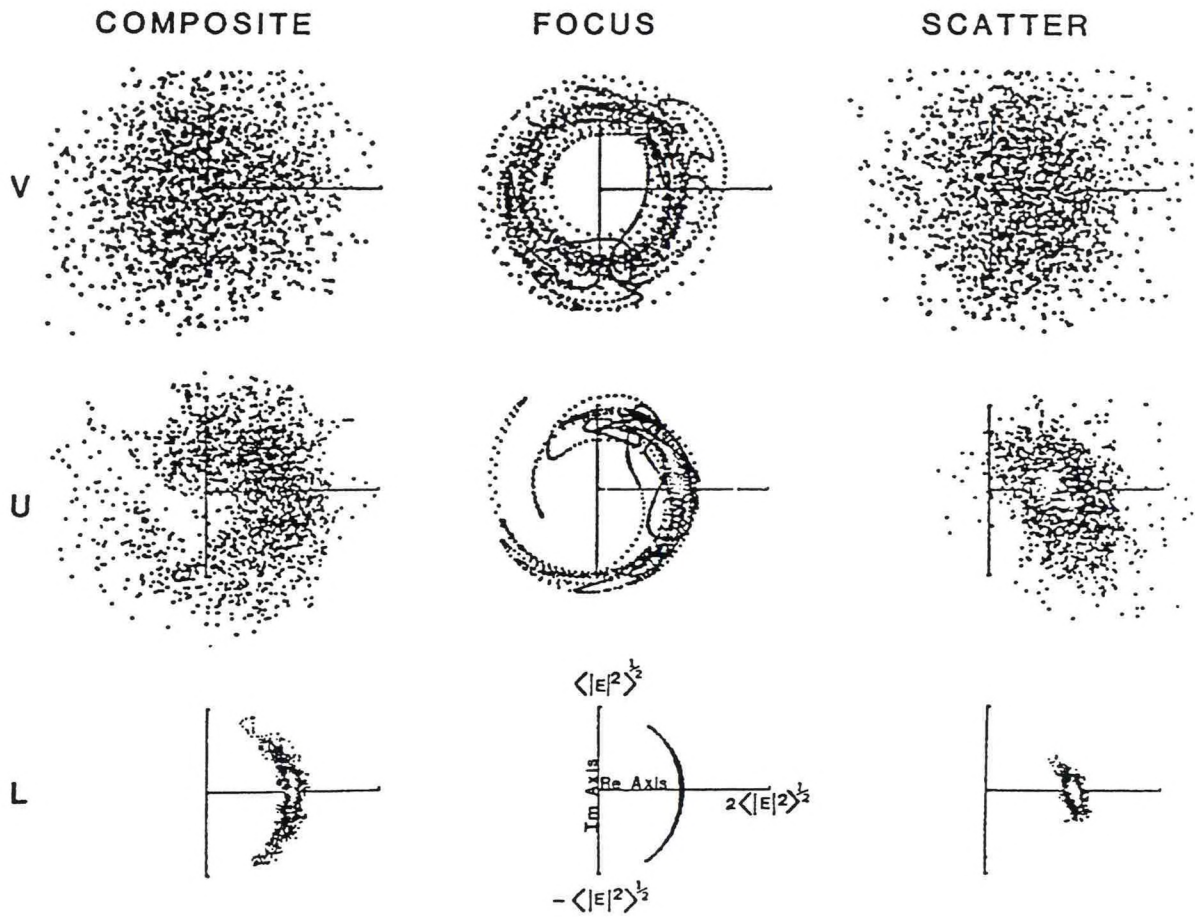 COMPOSITE FOCUS SCATTER
V
U
L
⟨|E|²⟩^½
Im Axis
Re Axis
2⟨|E|²⟩^½
-⟨|E|²⟩^½